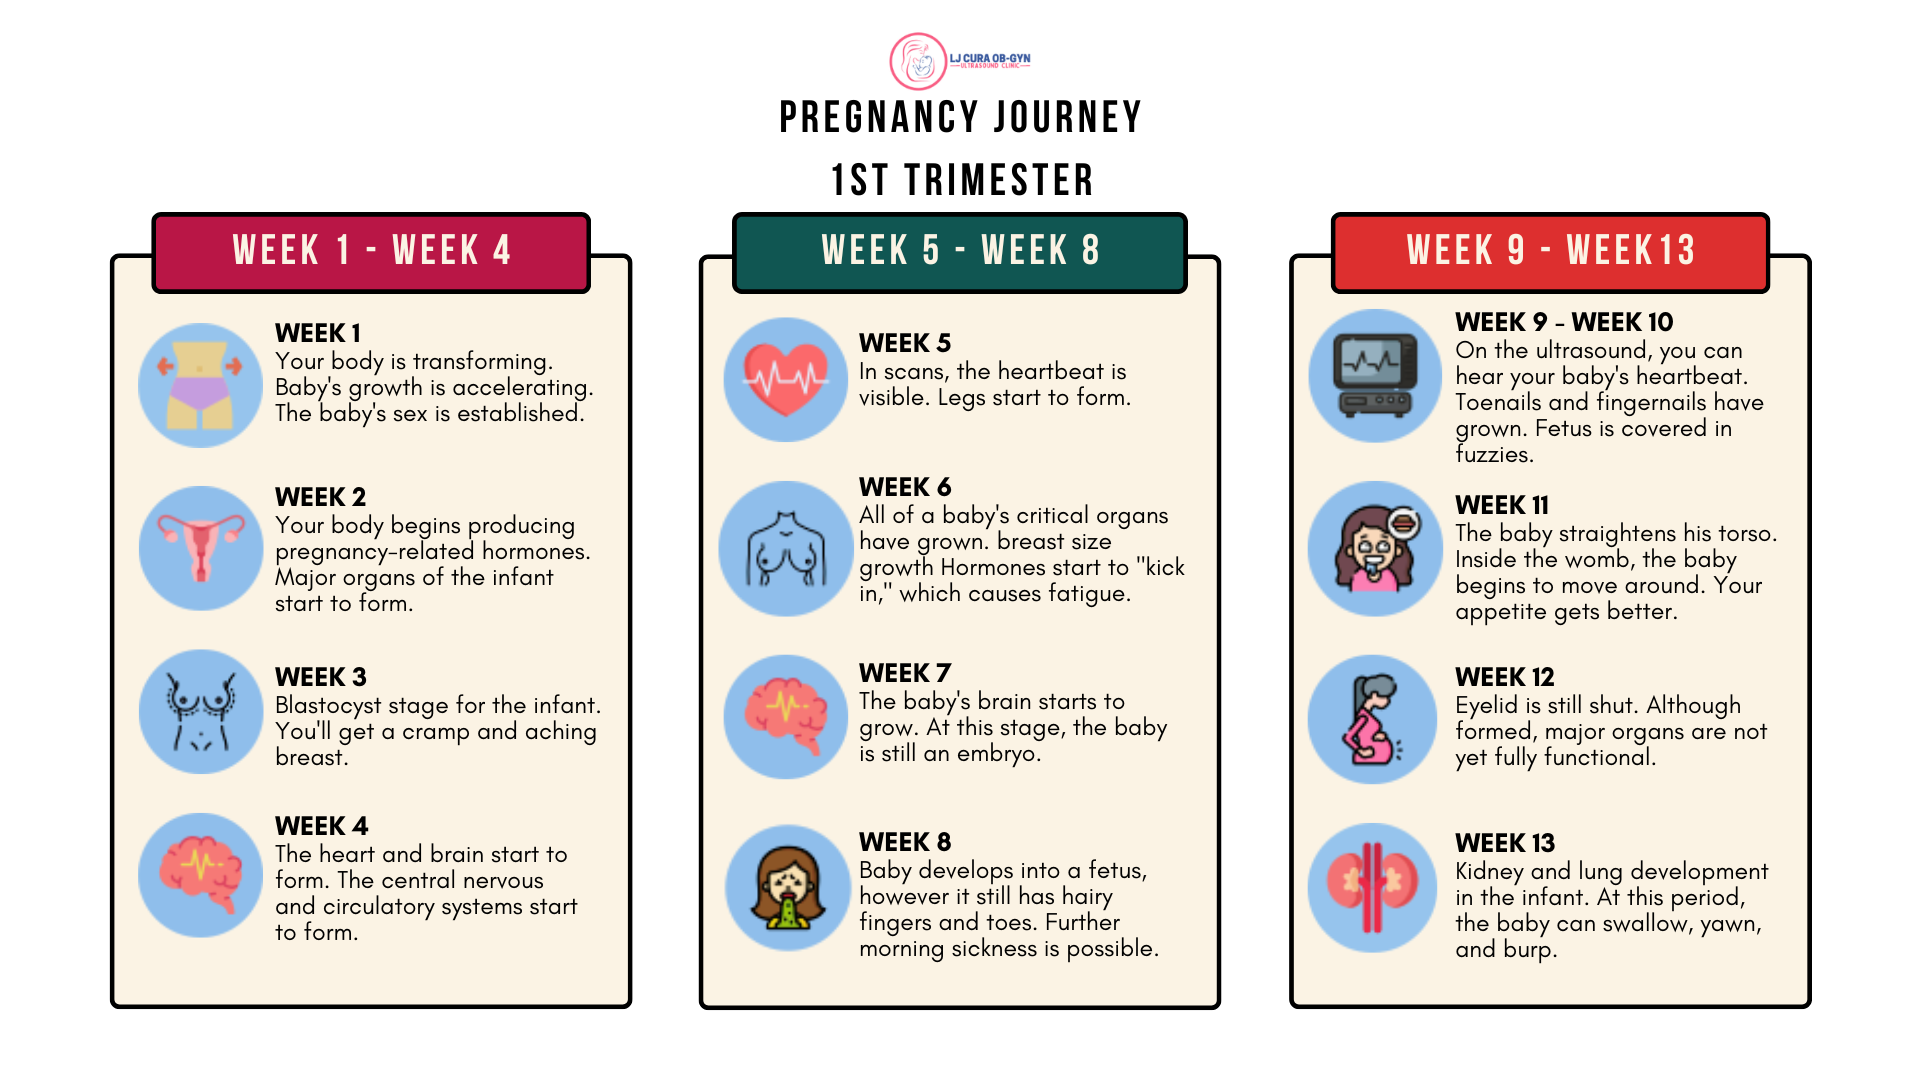 LJ CURA OB-GYN
ULTRASOUND CLINIC
PREGNANCY JOURNEY
1ST TRIMESTER
WEEK 1 - WEEK 4
WEEK 1
Your body is transforming.
Baby's growth is accelerating.
The baby's sex is established.
WEEK 2
Your body begins producing
pregnancy-related hormones.
Major organs of the infant
start to form.
WEEK 3
Blastocyst stage for the infant.
You'll get a cramp and aching
breast.
WEEK 4
The heart and brain start to
form. The central nervous
and circulatory systems start
to form.
WEEK 5 - WEEK 8
WEEK 5
In scans, the heartbeat is
visible. Legs start to form.
WEEK 6
All of a baby's critical organs
have grown. breast size
growth Hormones start to "kick
in," which causes fatigue.
WEEK 7
The baby's brain starts to
grow. At this stage, the baby
is still an embryo.
WEEK 8
Baby develops into a fetus,
however it still has hairy
fingers and toes. Further
morning sickness is possible.
WEEK 9 - WEEK13
WEEK 9 - WEEK 10
On the ultrasound, you can
hear your baby's heartbeat.
Toenails and fingernails have
grown. Fetus is covered in
fuzzies.
WEEK 11
The baby straightens his torso.
Inside the womb, the baby
begins to move around. Your
appetite gets better.
WEEK 12
Eyelid is still shut. Although
formed, major organs are not
yet fully functional.
WEEK 13
Kidney and lung development
in the infant. At this period,
the baby can swallow, yawn,
and burp.